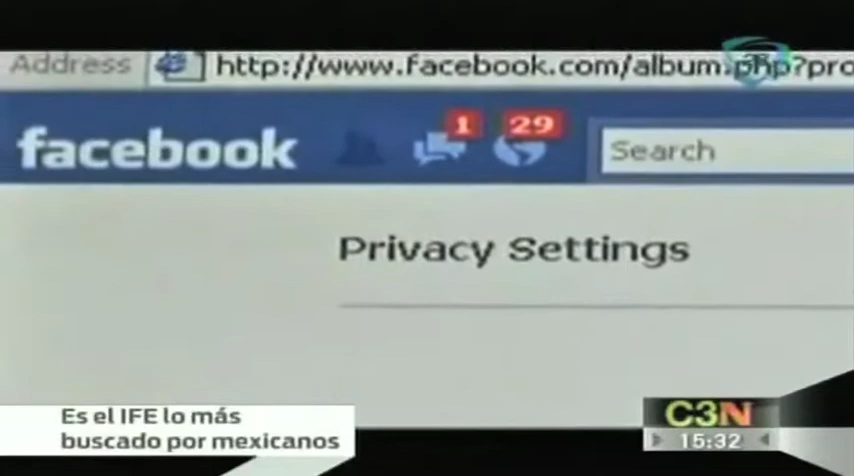 Address http://www.facebook.com/album.php?pro
facebook 1 29 Search
Privacy Settings
Es el IFE lo más
buscado por mexicanos
C3N
15:32